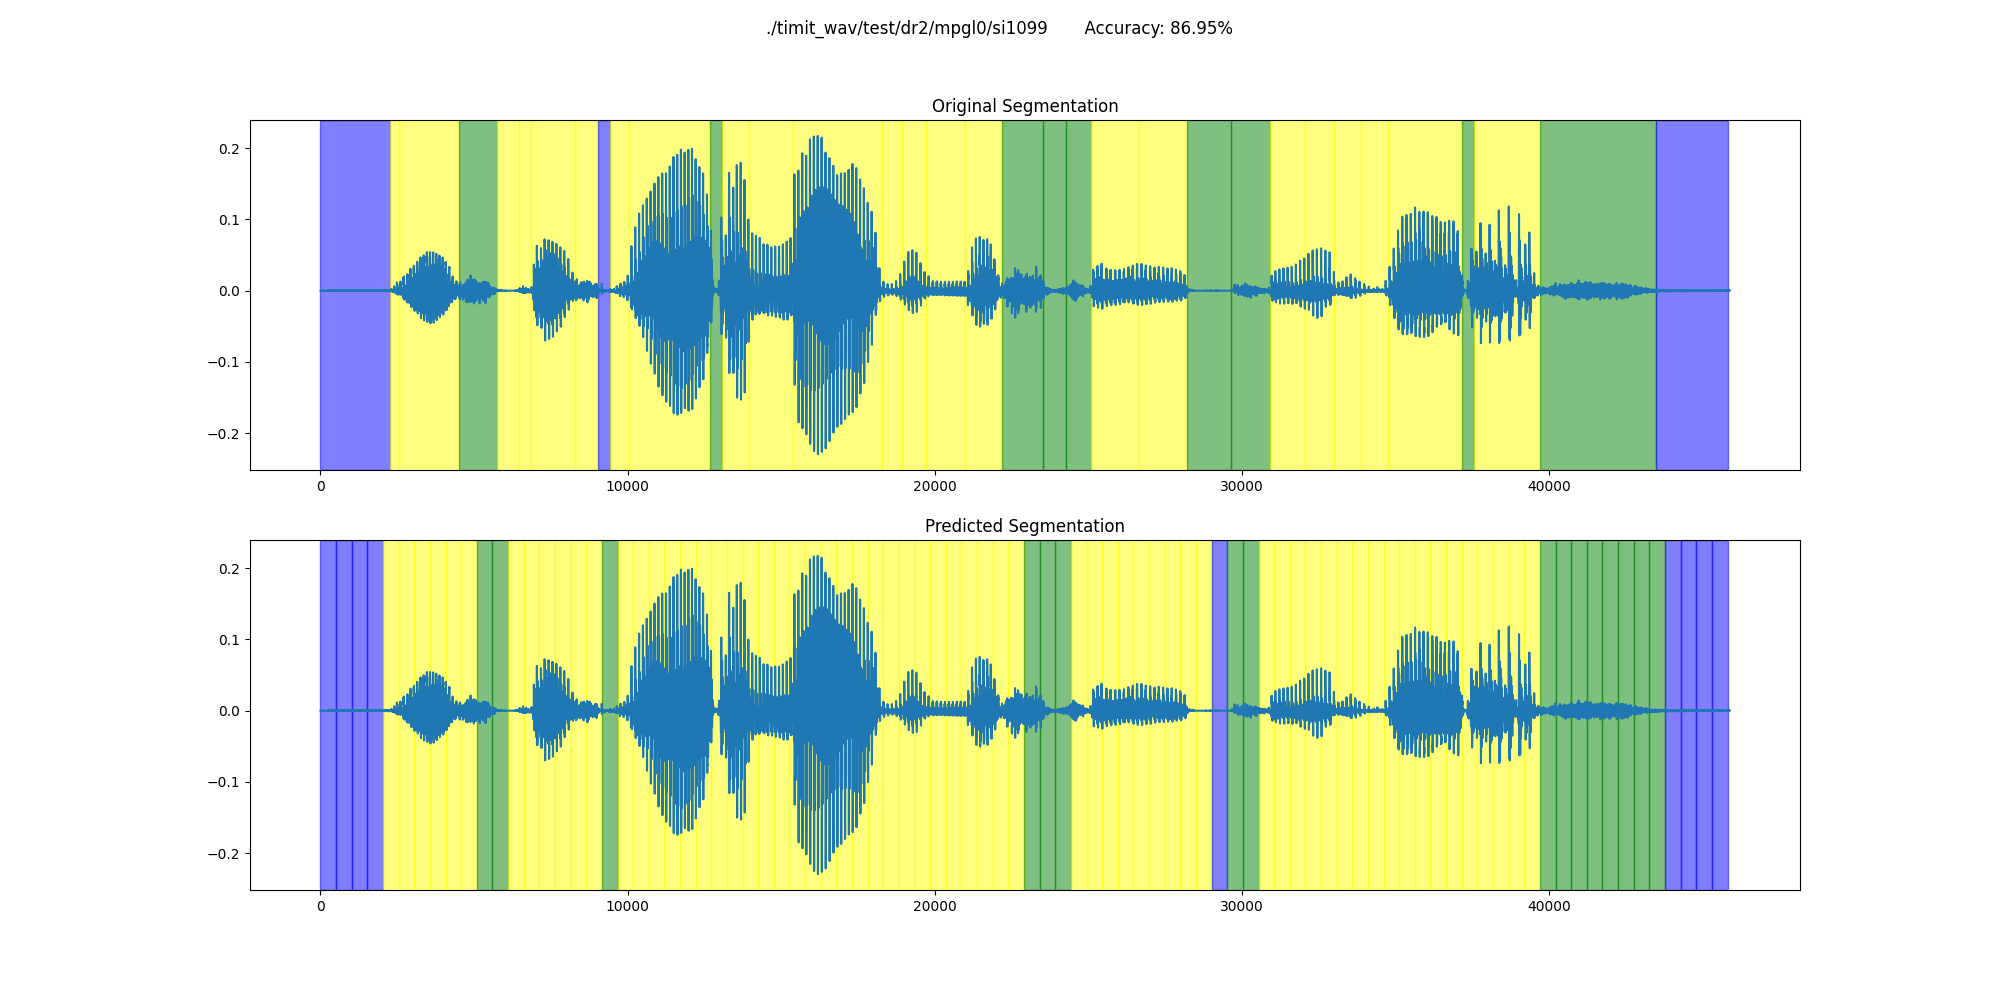 ./timit_wav/test/dr2/mpgl0/si1099 Accuracy: 86.95%
Original Segmentation
0.2
0.1
0.0
−0.1
−0.2
0 10000 20000 30000 40000
Predicted Segmentation
0.2
0.1
0.0
−0.1
−0.2
0 10000 20000 30000 40000